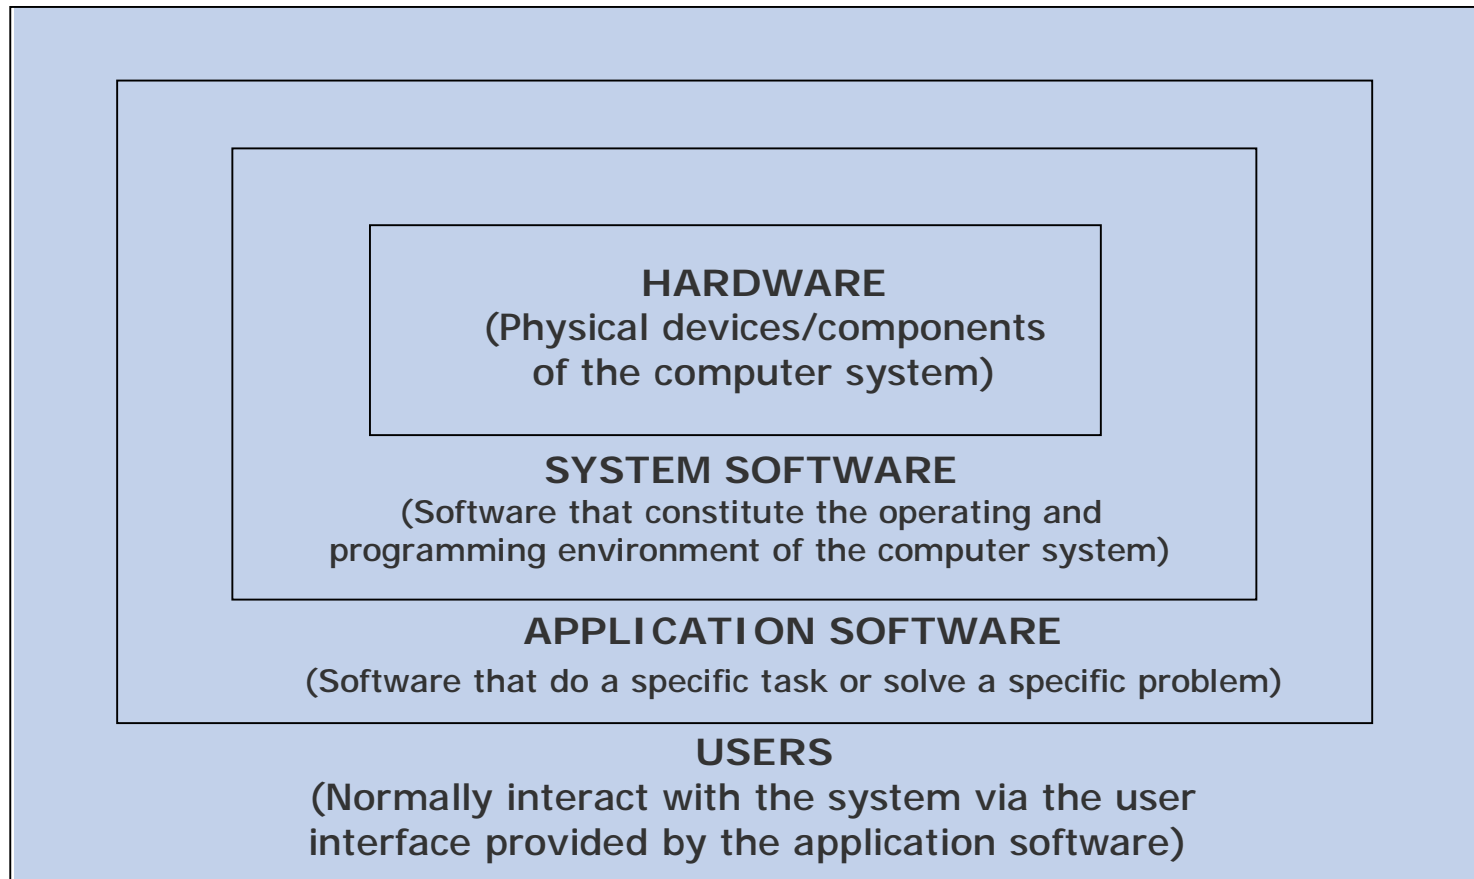 HARDWARE
(Physical devices/components
of the computer system)
SYSTEM SOFTWARE
(Software that constitute the operating and
programming environment of the computer system)
APPLICATION SOFTWARE
(Software that do a specific task or solve a specific problem)
USERS
(Normally interact with the system via the user
interface provided by the application software)